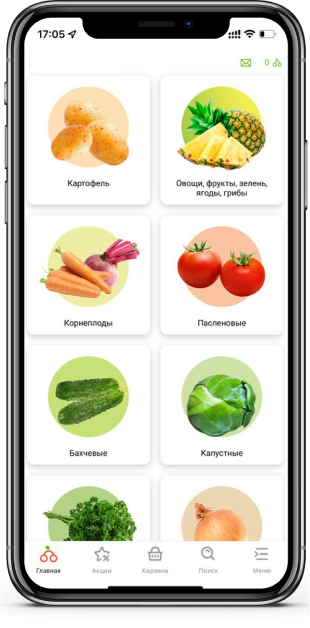 17:05
0
Картофель
Овощи, фрукты, зелень,
ягоды, грибы
Корнеплоды
Пасленовые
Бахчевые
Капустные
Главная
Акции
Корзина
Поиск
Меню